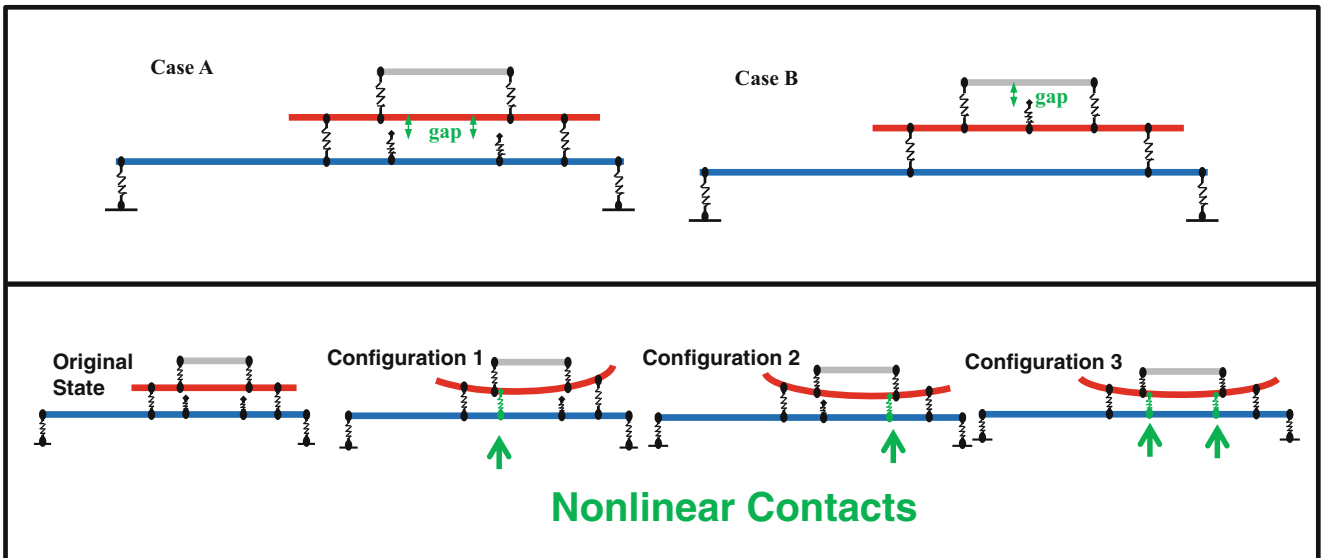 Case A
gap
Case B
gap
Original
State
Configuration 1
Configuration 2
Configuration 3
Nonlinear Contacts